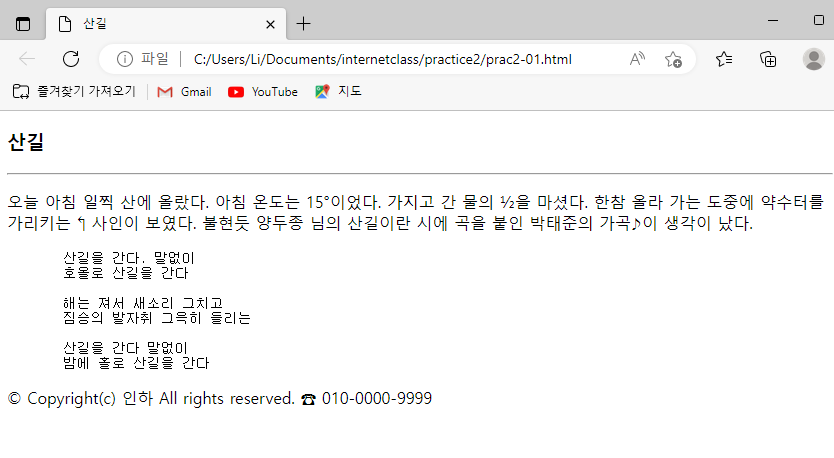 산길
파일
C:/Users/Li/Documents/internetclass/practice2/prac2-01.html
즐겨찾기 가져오기 Gmail YouTube 지도
산길
오늘 아침 일찍 산에 올랐다. 아침 온도는 15°이었다. 가지고 간 물의 ½을 마셨다. 한참 올라 가는 도중에 약수터를
가리키는 ↰ 사인이 보였다. 불현듯 양두종 님의 산길이란 시에 곡을 붙인 박태준의 가곡♪이 생각이 났다.
산길을 간다. 말없이
호올로 산길을 간다
해는 져서 새소리 그치고
짐승의 발자취 그윽히 들리는
산길을 간다 말없이
밤에 홀로 산길을 간다
© Copyright(c) 인하 All rights reserved. ☎ 010-0000-9999